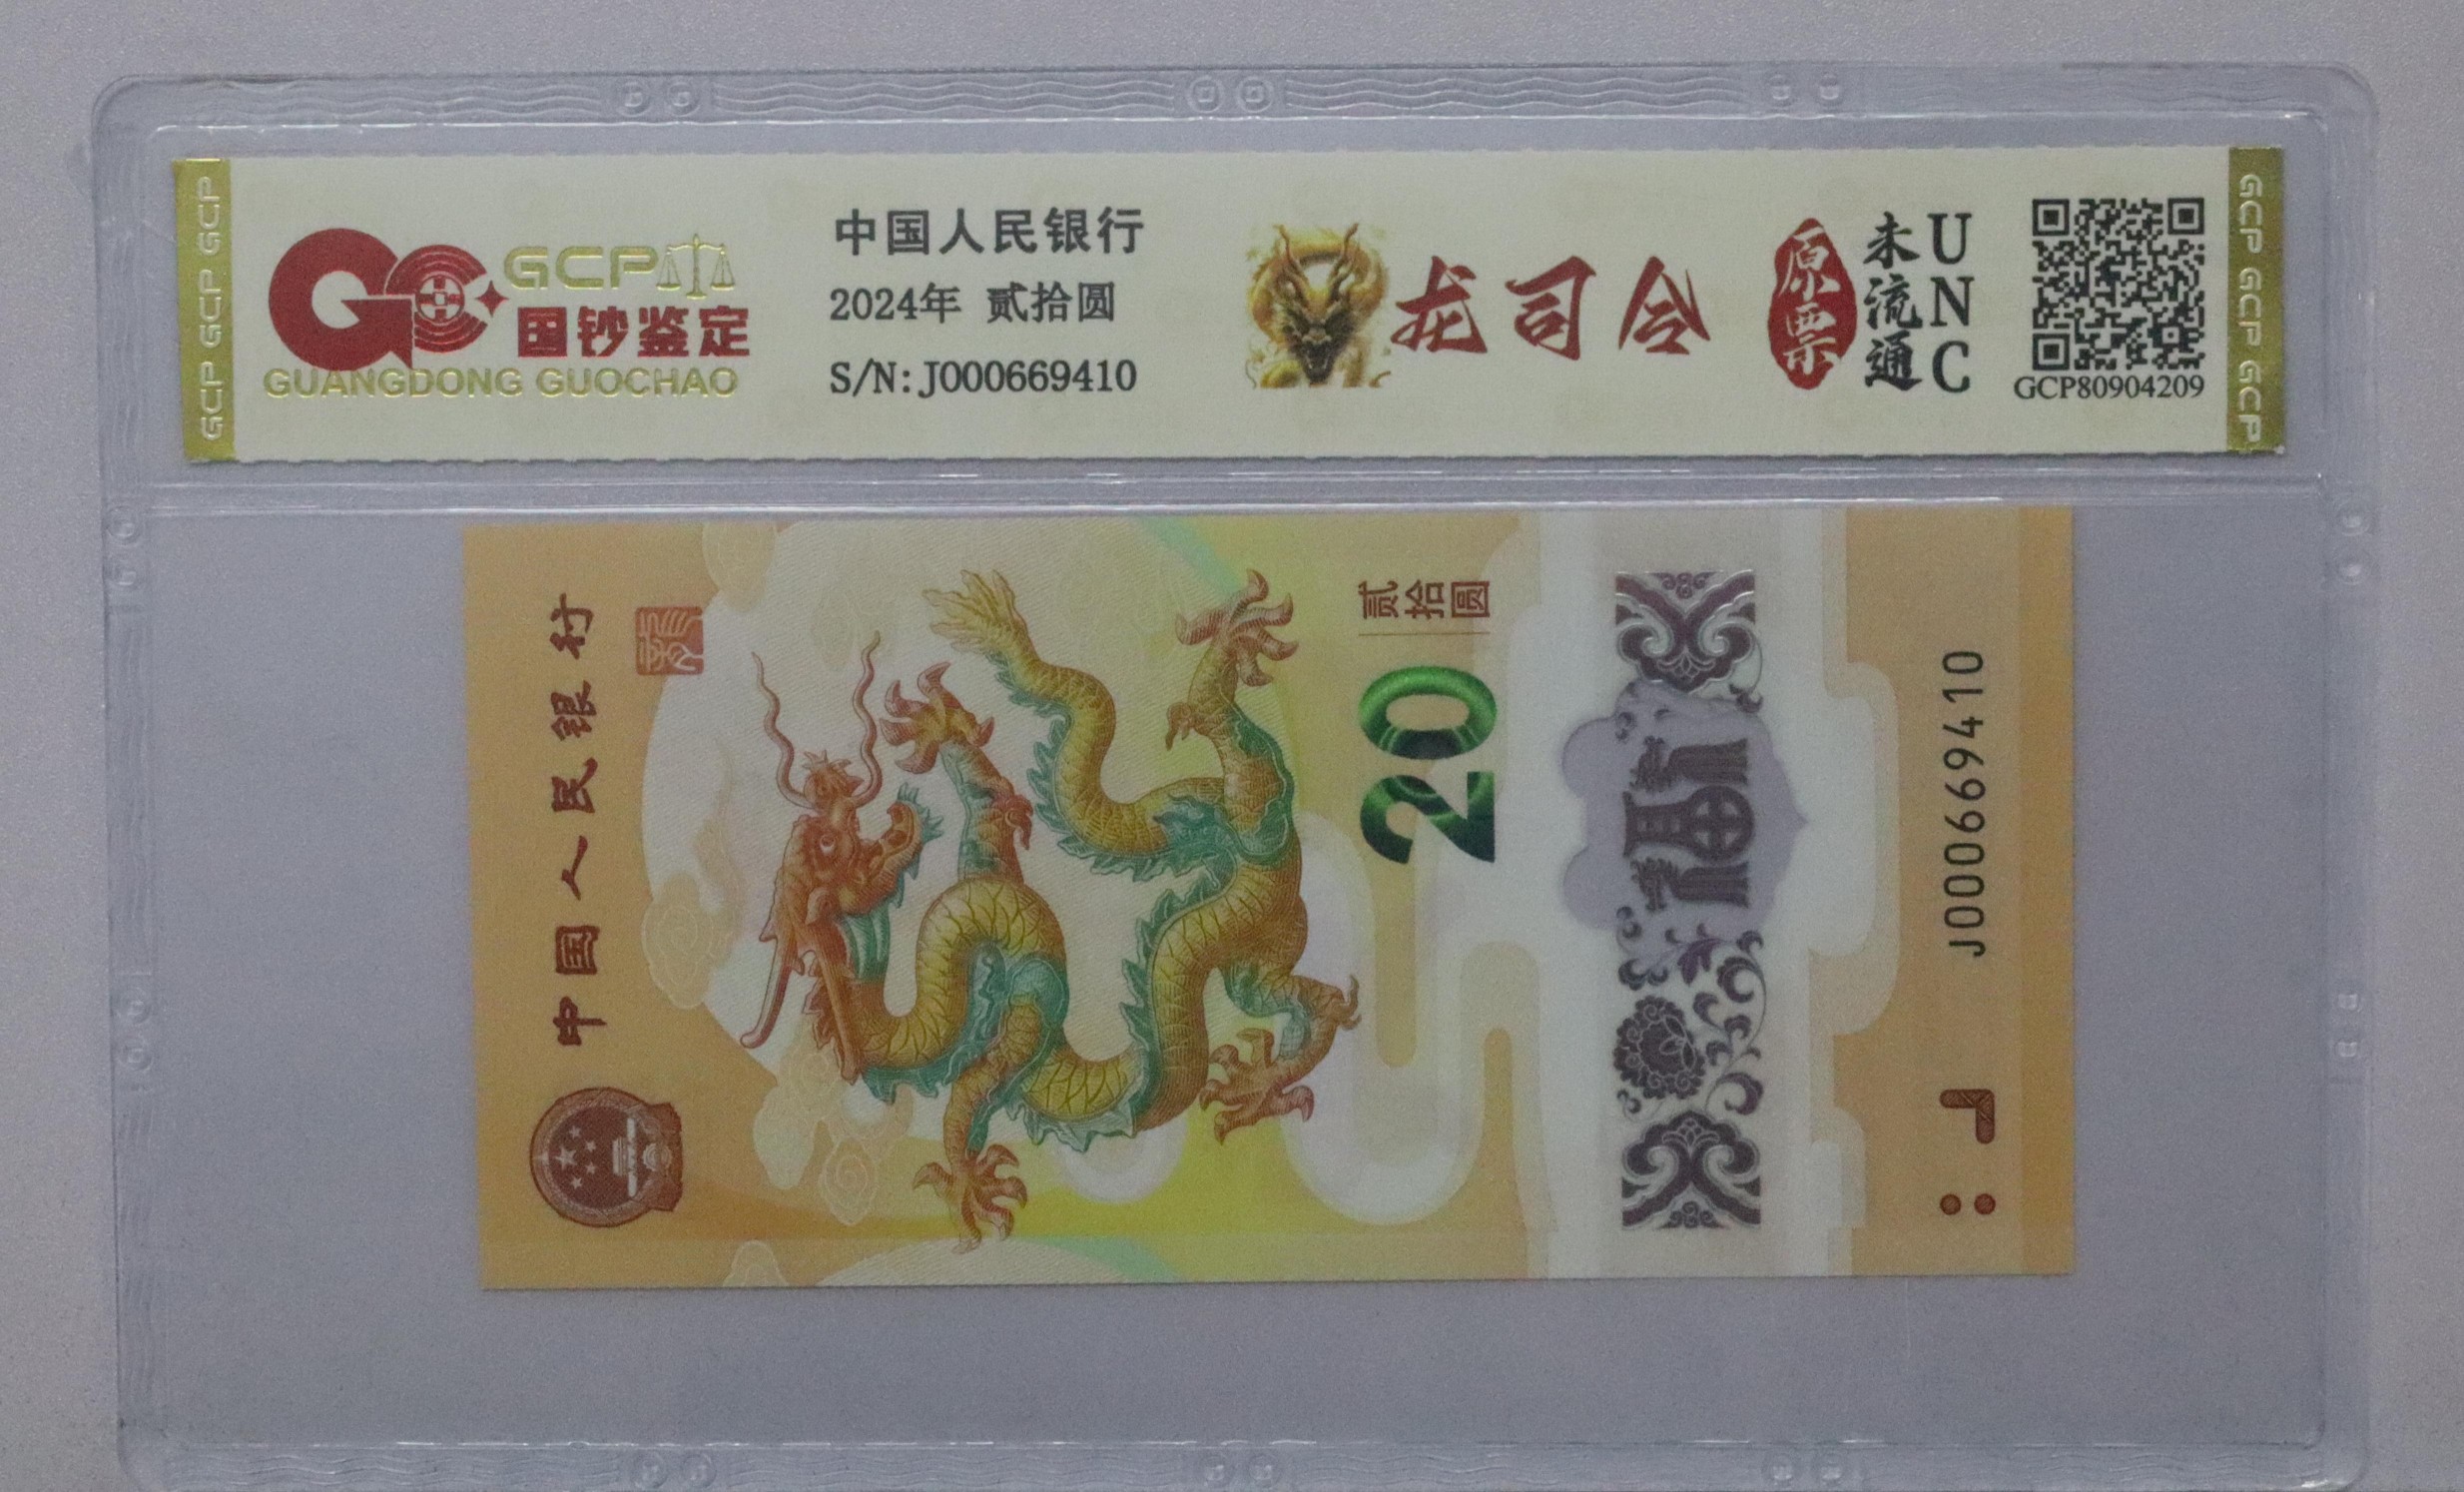 GCP GCP GCP
GCP
国钞鉴定
GUANGDONG GUOCHAO
中国人民银行
2024年 贰拾圆
S/N: J000669410
龙司令
原票
未流通
UNC
GCP80904209
GCP GCP GCP
中国人民银行
贰拾圆
20
福
J000669410